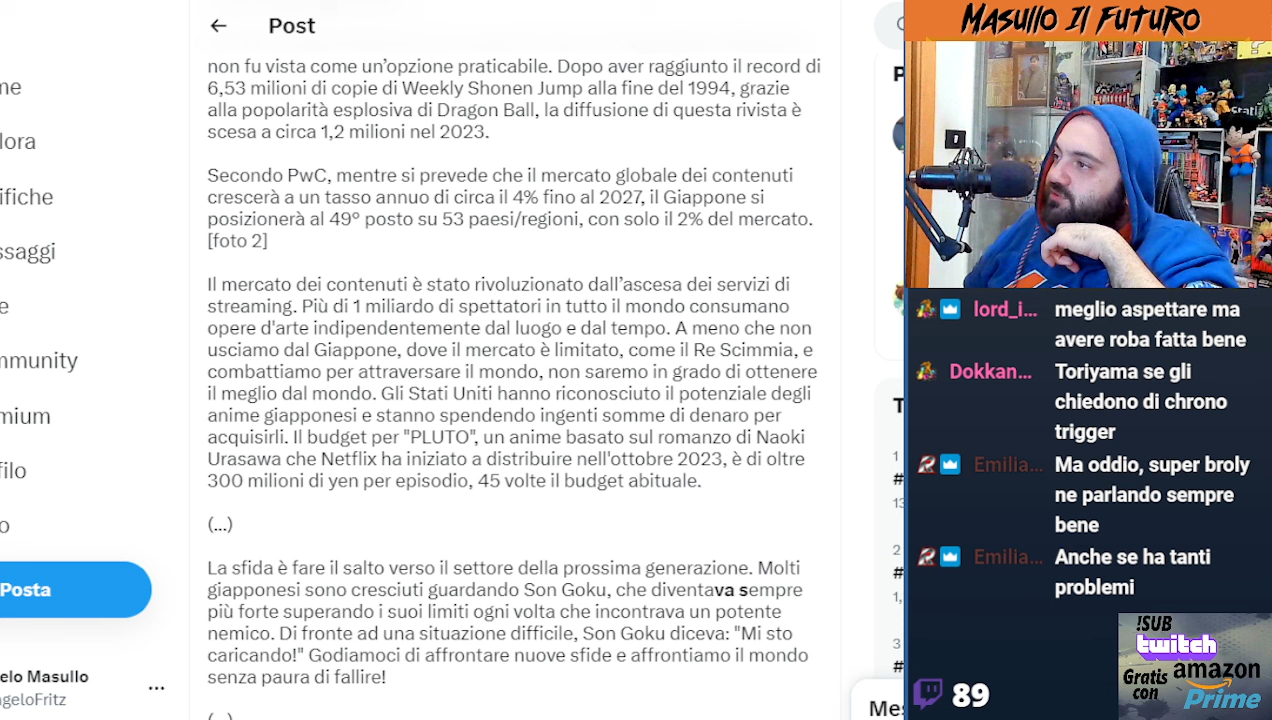 Post
non fu vista come un'opzione praticabile. Dopo aver raggiunto il record di
6,53 milioni di copie di Weekly Shonen Jump alla fine del 1994, grazie
alla popolarità esplosiva di Dragon Ball, la diffusione di questa rivista è
scesa a circa 1,2 milioni nel 2023.
Secondo PwC, mentre si prevede che il mercato globale dei contenuti
crescerà a un tasso annuo di circa il 4% fino al 2027, il Giappone si
posizionerà al 49° posto su 53 paesi/regioni, con solo il 2% del mercato.
[foto 2]
Il mercato dei contenuti è stato rivoluzionato dall'ascesa dei servizi di
streaming. Più di 1 miliardo di spettatori in tutto il mondo consumano
opere d'arte indipendentemente dal luogo e dal tempo. A meno che non
usciamo dal Giappone, dove il mercato è limitato, come il Re Scimmia, e
combattiamo per attraversare il mondo, non saremo in grado di ottenere
il meglio dal mondo. Gli Stati Uniti hanno riconosciuto il potenziale degli
anime giapponesi e stanno spendendo ingenti somme di denaro per
acquisirli. Il budget per "PLUTO", un anime basato sul romanzo di Naoki
Urasawa che Netflix ha iniziato a distribuire nell'ottobre 2023, è di oltre
300 milioni di yen per episodio, 45 volte il budget abituale.
(...)
La sfida è fare il salto verso il settore della prossima generazione. Molti
giapponesi sono cresciuti guardando Son Goku, che diventava sempre
più forte superando i suoi limiti ogni volta che incontrava un potente
nemico. Di fronte ad una situazione difficile, Son Goku diceva: "Mi sto
caricando!" Godiamoci di affrontare nuove sfide e affrontiamo il mondo
senza paura di fallire!
me
lora
ifiche
ssaggi
e
mmunity
mium
filo
o
Posta
elo Masullo
geloFritz
...
P
T
1
#
13
2
#
1,
3
#
Mes
MASULLO IL FUTURO
lord_i... meglio aspettare ma
avere roba fatta bene
Dokkan... Toriyama se gli
chiedono di chrono
trigger
Emilia... Ma oddio, super broly
ne parlando sempre
bene
Emilia... Anche se ha tanti
problemi
89
!SUB
twitch
Gratis
con
amazon
Prime